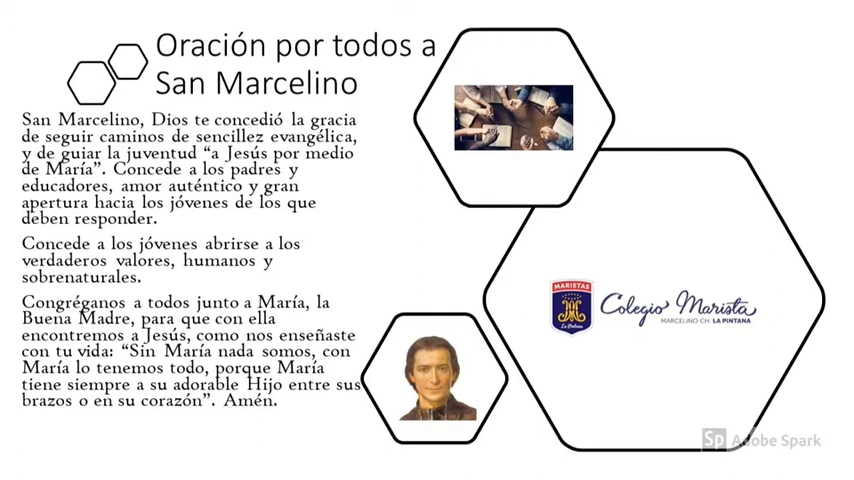 Oración por todos a
San Marcelino
San Marcelino, Dios te concedió la gracia
de seguir caminos de sencillez evangélica,
y de guiar la juventud “a Jesús por medio
de María”. Concede a los padres y
educadores, amor auténtico y gran
apertura hacia los jóvenes de los que
deben responder.
Concede a los jóvenes abrirse a los
verdaderos valores, humanos y
sobrenaturales.
Congréganos a todos junto a María, la
Buena Madre, para que con ella
encontremos a Jesús, como nos enseñaste
con tu vida: “Sin María nada somos, con
María lo tenemos todo, porque María
tiene siempre a su adorable Hijo entre sus
brazos o en su corazón”. Amén.
MARISTAS
La Pintana
Colegio Marista
MARCELINO CH. LA PINTANA
Sp Adobe Spark